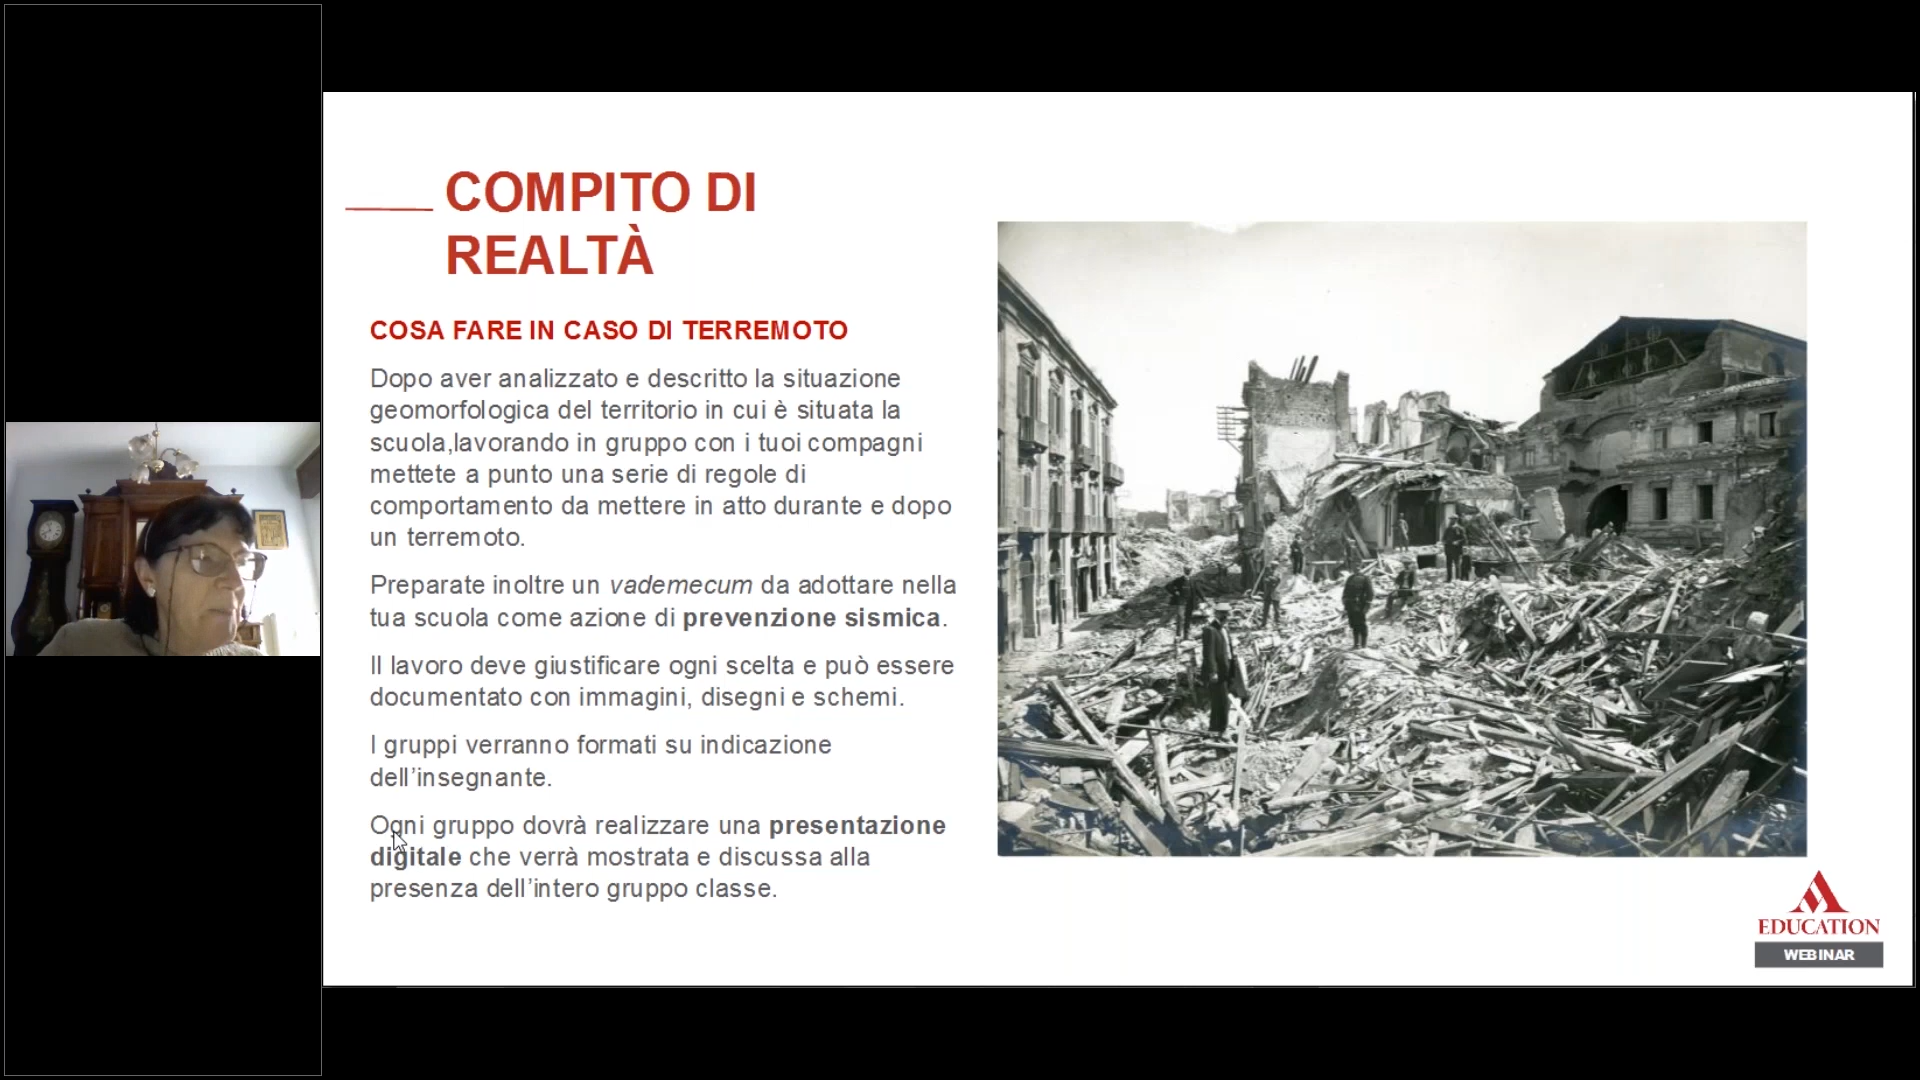 COMPITO DI
REALTÀ
COSA FARE IN CASO DI TERREMOTO
Dopo aver analizzato e descritto la situazione
geomorfologica del territorio in cui è situata la
scuola,lavorando in gruppo con i tuoi compagni
mettete a punto una serie di regole di
comportamento da mettere in atto durante e dopo
un terremoto.
Preparate inoltre un vademecum da adottare nella
tua scuola come azione di prevenzione sismica.
Il lavoro deve giustificare ogni scelta e può essere
documentato con immagini, disegni e schemi.
I gruppi verranno formati su indicazione
dell’insegnante.
Ogni gruppo dovrà realizzare una presentazione
digitale che verrà mostrata e discussa alla
presenza dell’intero gruppo classe.
EDUCATION
WEBINAR